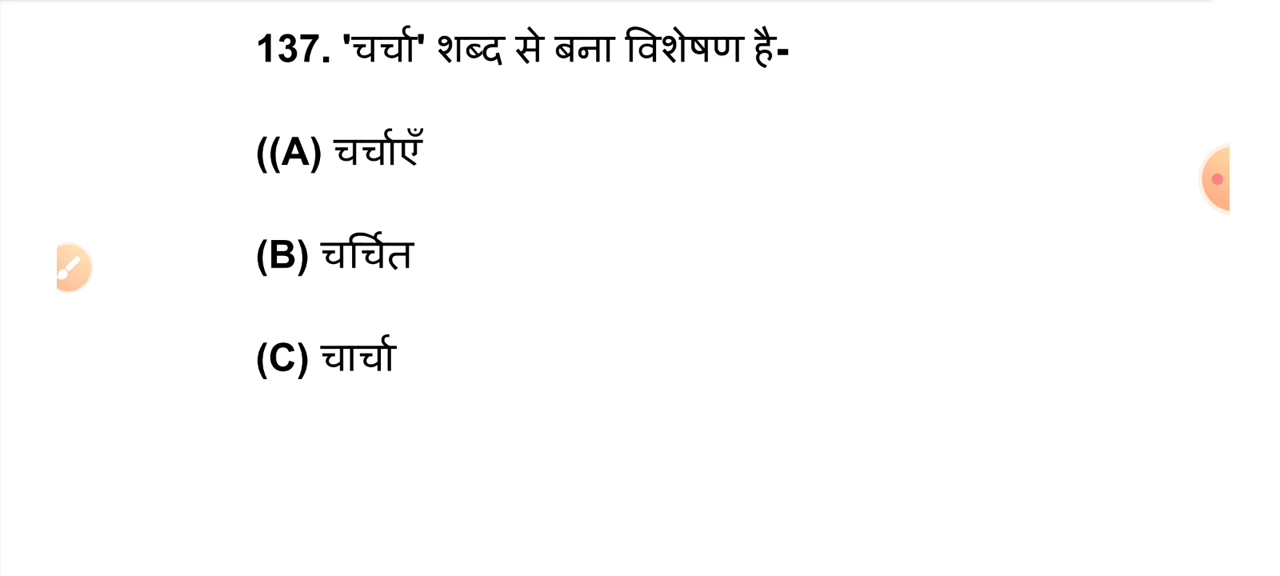 137. 'चर्चा' शब्द से बना विशेषण है-
((A) चर्चाएँ
(B) चर्चित
(C) चार्चा